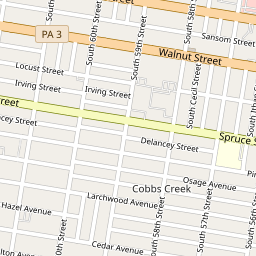 Sansom Street
PA 3
Walnut Street
South 60th Street
South 59th Street
South 58th
Locust Street
Irving Street
Irving Street
South Cecil Street
Street
Spruce S
ncey Street
Delancey Street
Osage Avenue
Cobbs Creek
Larchwood Avenue
Hazel Avenue
South 58th Street
South 57th Street
Cedar Avenue